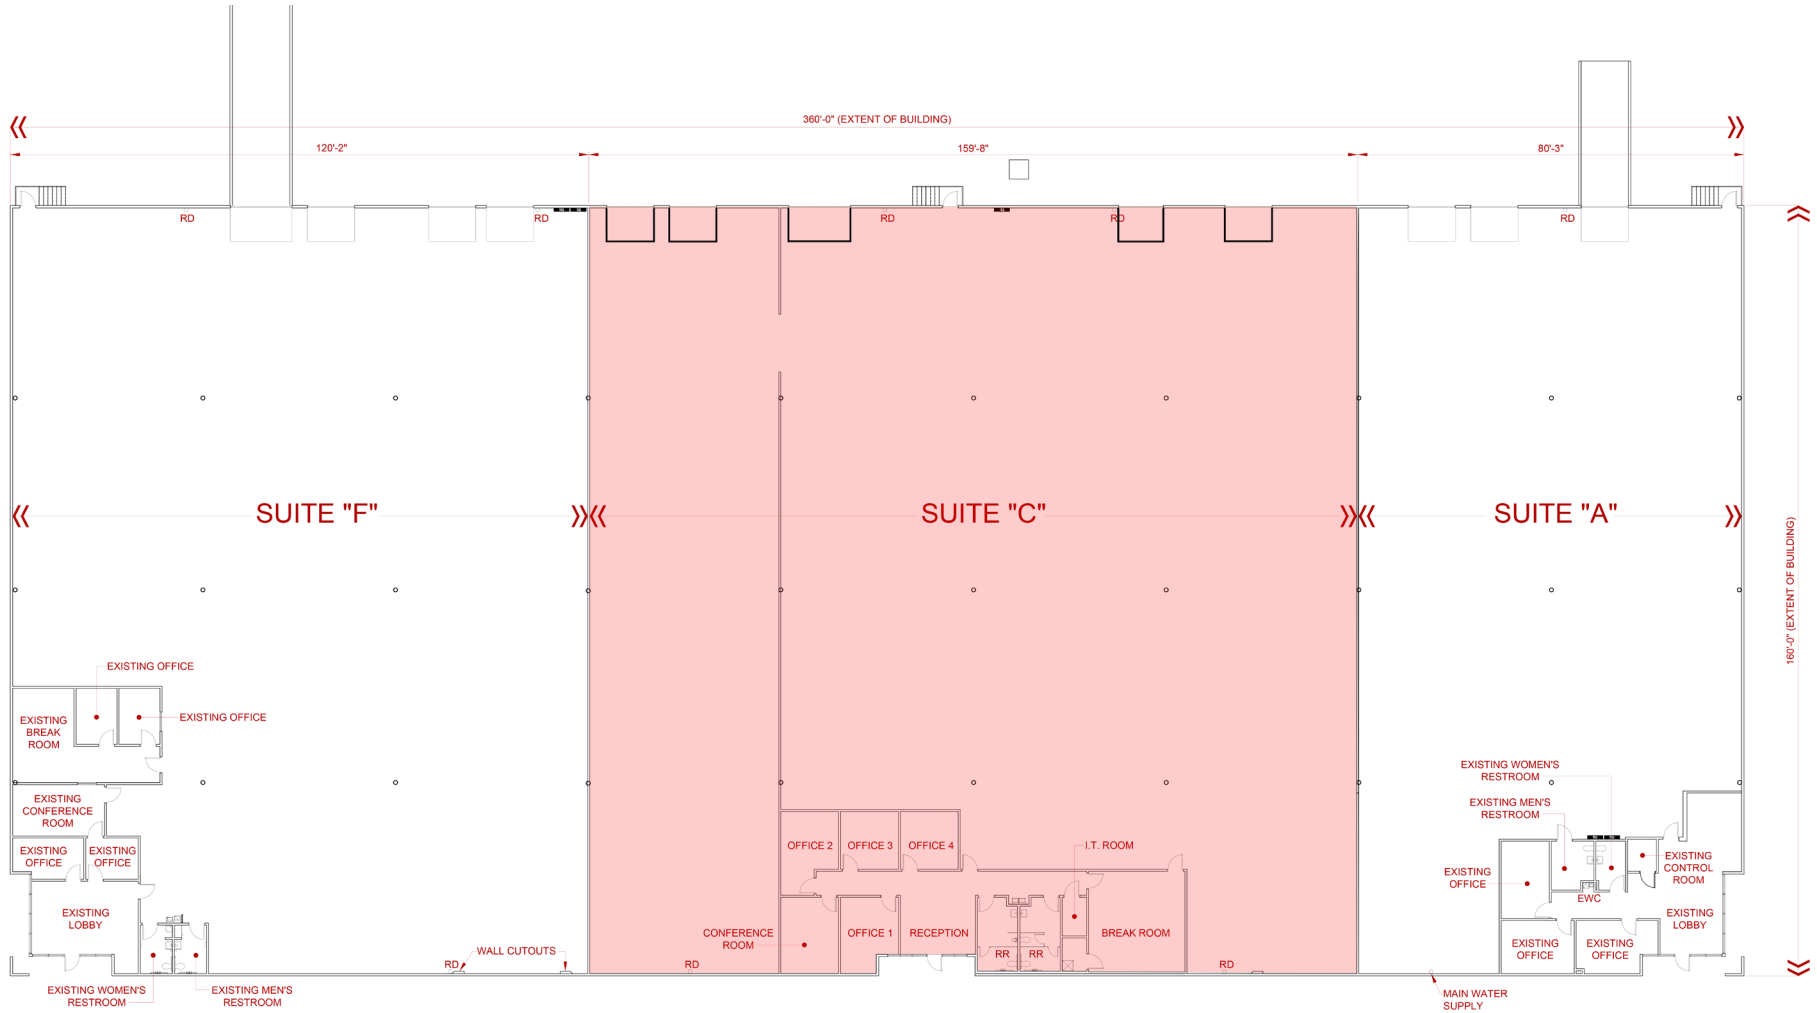 360'-0" (EXTENT OF BUILDING)
120'-2"
159'-8"
80'-3"
RD
RD
RD
RD
RD
160'-0" (EXTENT OF BUILDING)
SUITE "F"
SUITE "C"
SUITE "A"
EXISTING OFFICE
EXISTING OFFICE
EXISTING
BREAK
ROOM
EXISTING
CONFERENCE
ROOM
EXISTING
OFFICE
EXISTING
OFFICE
EXISTING
LOBBY
EXISTING WOMEN'S
RESTROOM
EXISTING MEN'S
RESTROOM
RD
WALL CUTOUTS
RD
OFFICE 2
OFFICE 3
OFFICE 4
I.T. ROOM
CONFERENCE
ROOM
OFFICE 1
RECEPTION
RR
RR
BREAK ROOM
RD
EXISTING WOMEN'S
RESTROOM
EXISTING MEN'S
RESTROOM
EXISTING
OFFICE
EWC
EXISTING
CONTROL
ROOM
EXISTING
LOBBY
EXISTING
OFFICE
EXISTING
OFFICE
MAIN WATER
SUPPLY